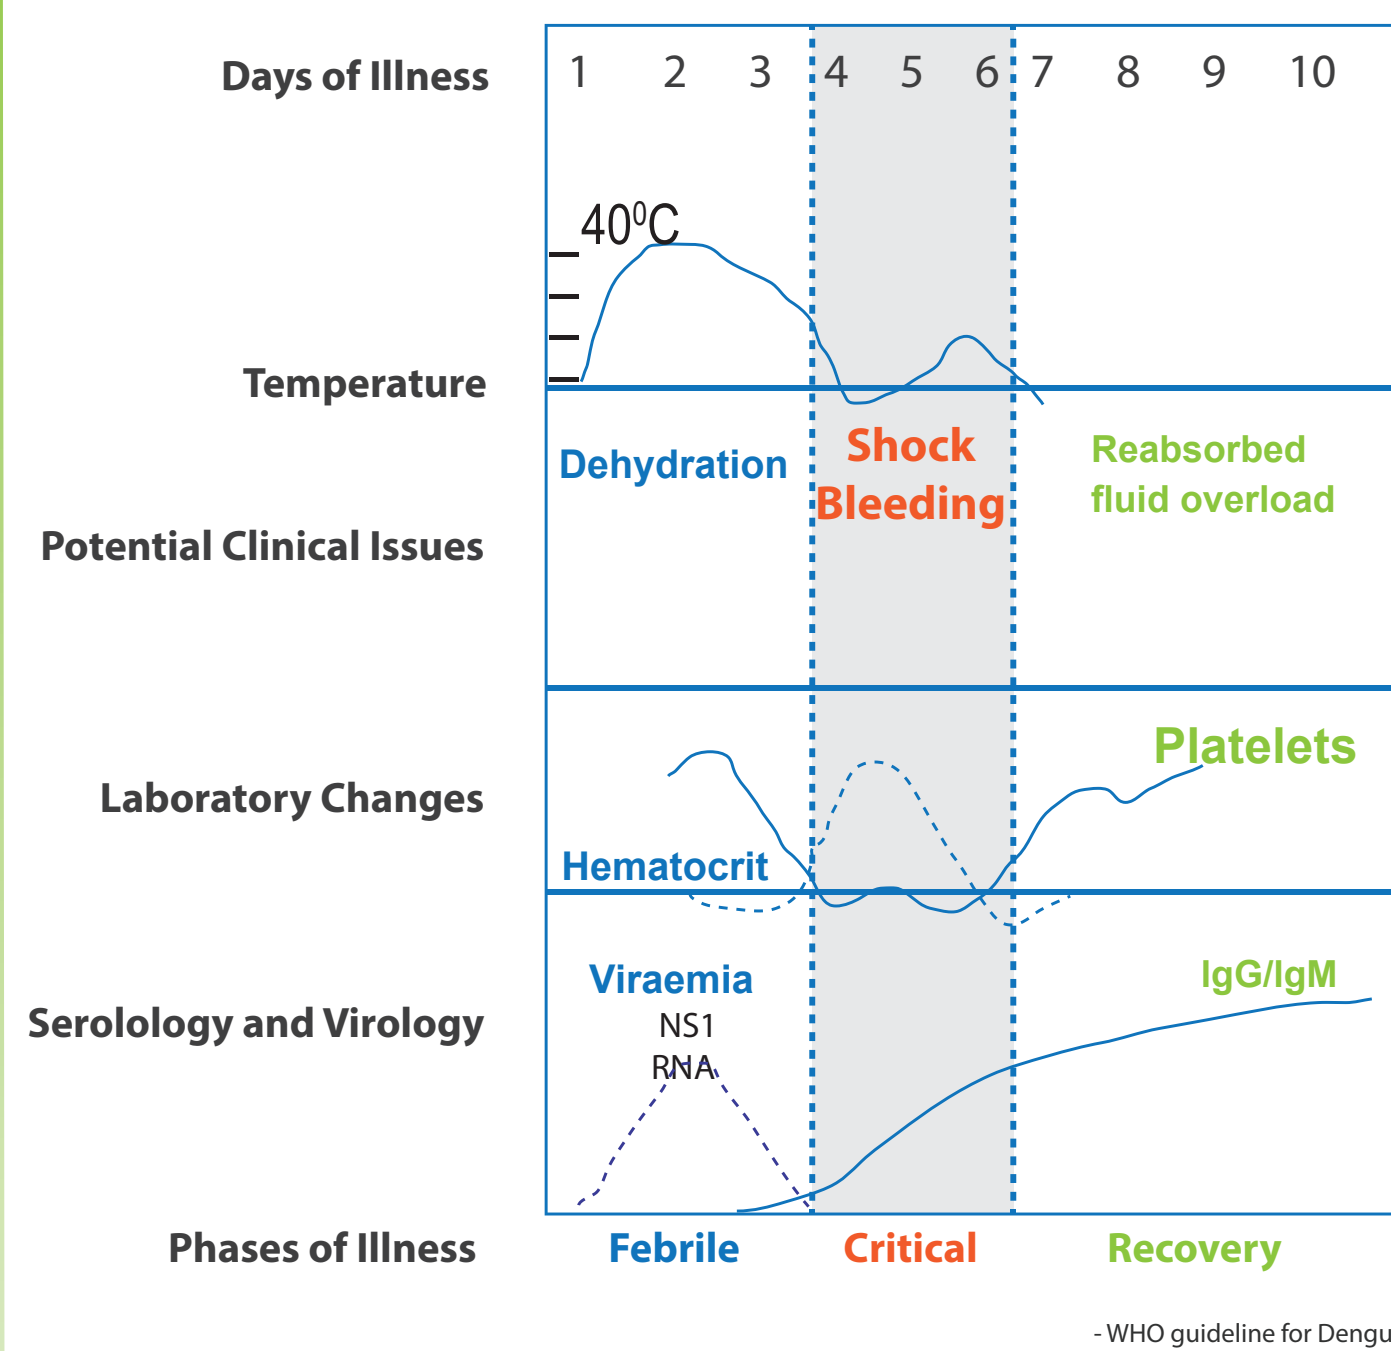 Days of Illness 1 2 3 4 5 6 7 8 9 10
40⁰C
Temperature
Dehydration
Shock
Bleeding
Reabsorbed
fluid overload
Potential Clinical Issues
Platelets
Laboratory Changes
Hematocrit
Viraemia
NS1
RNA
IgG/IgM
Serolology and Virology
Phases of Illness Febrile Critical Recovery
- WHO guideline for Dengu